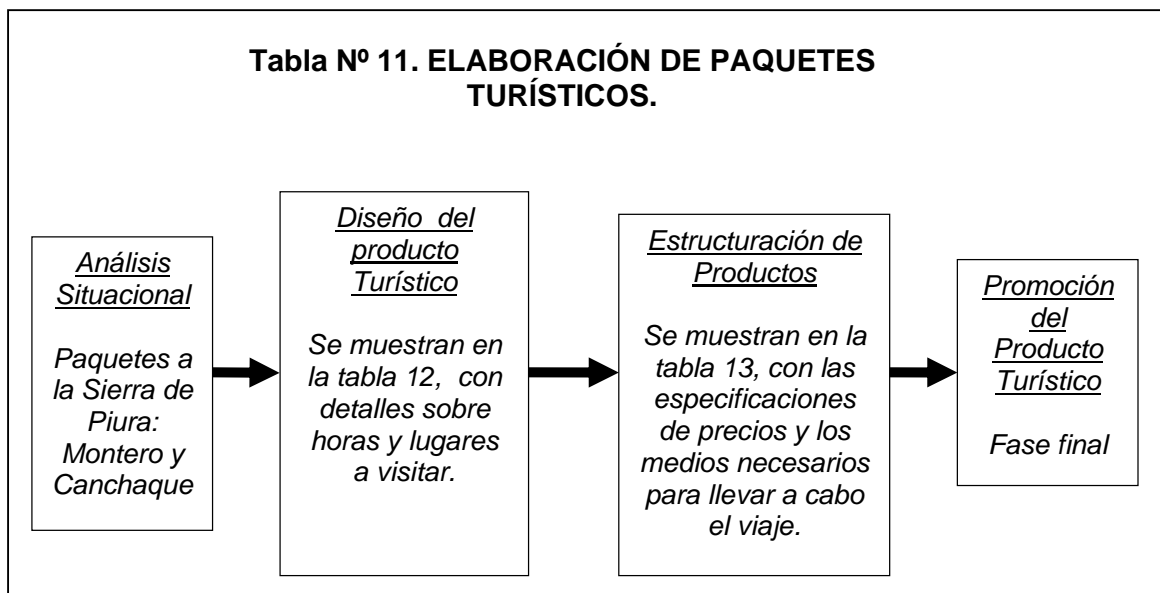 Tabla Nº 11. ELABORACIÓN DE PAQUETES
TURÍSTICOS.
Análisis
Situacional
Paquetes a
la Sierra de
Piura:
Montero y
Canchaque
Diseño del
producto
Turístico
Se muestran en
la tabla 12, con
detalles sobre
horas y lugares
a visitar.
Estructuración de
Productos
Se muestran en la
tabla 13, con las
especificaciones
de precios y los
medios necesarios
para llevar a cabo
el viaje.
Promoción
del
Producto
Turístico
Fase final